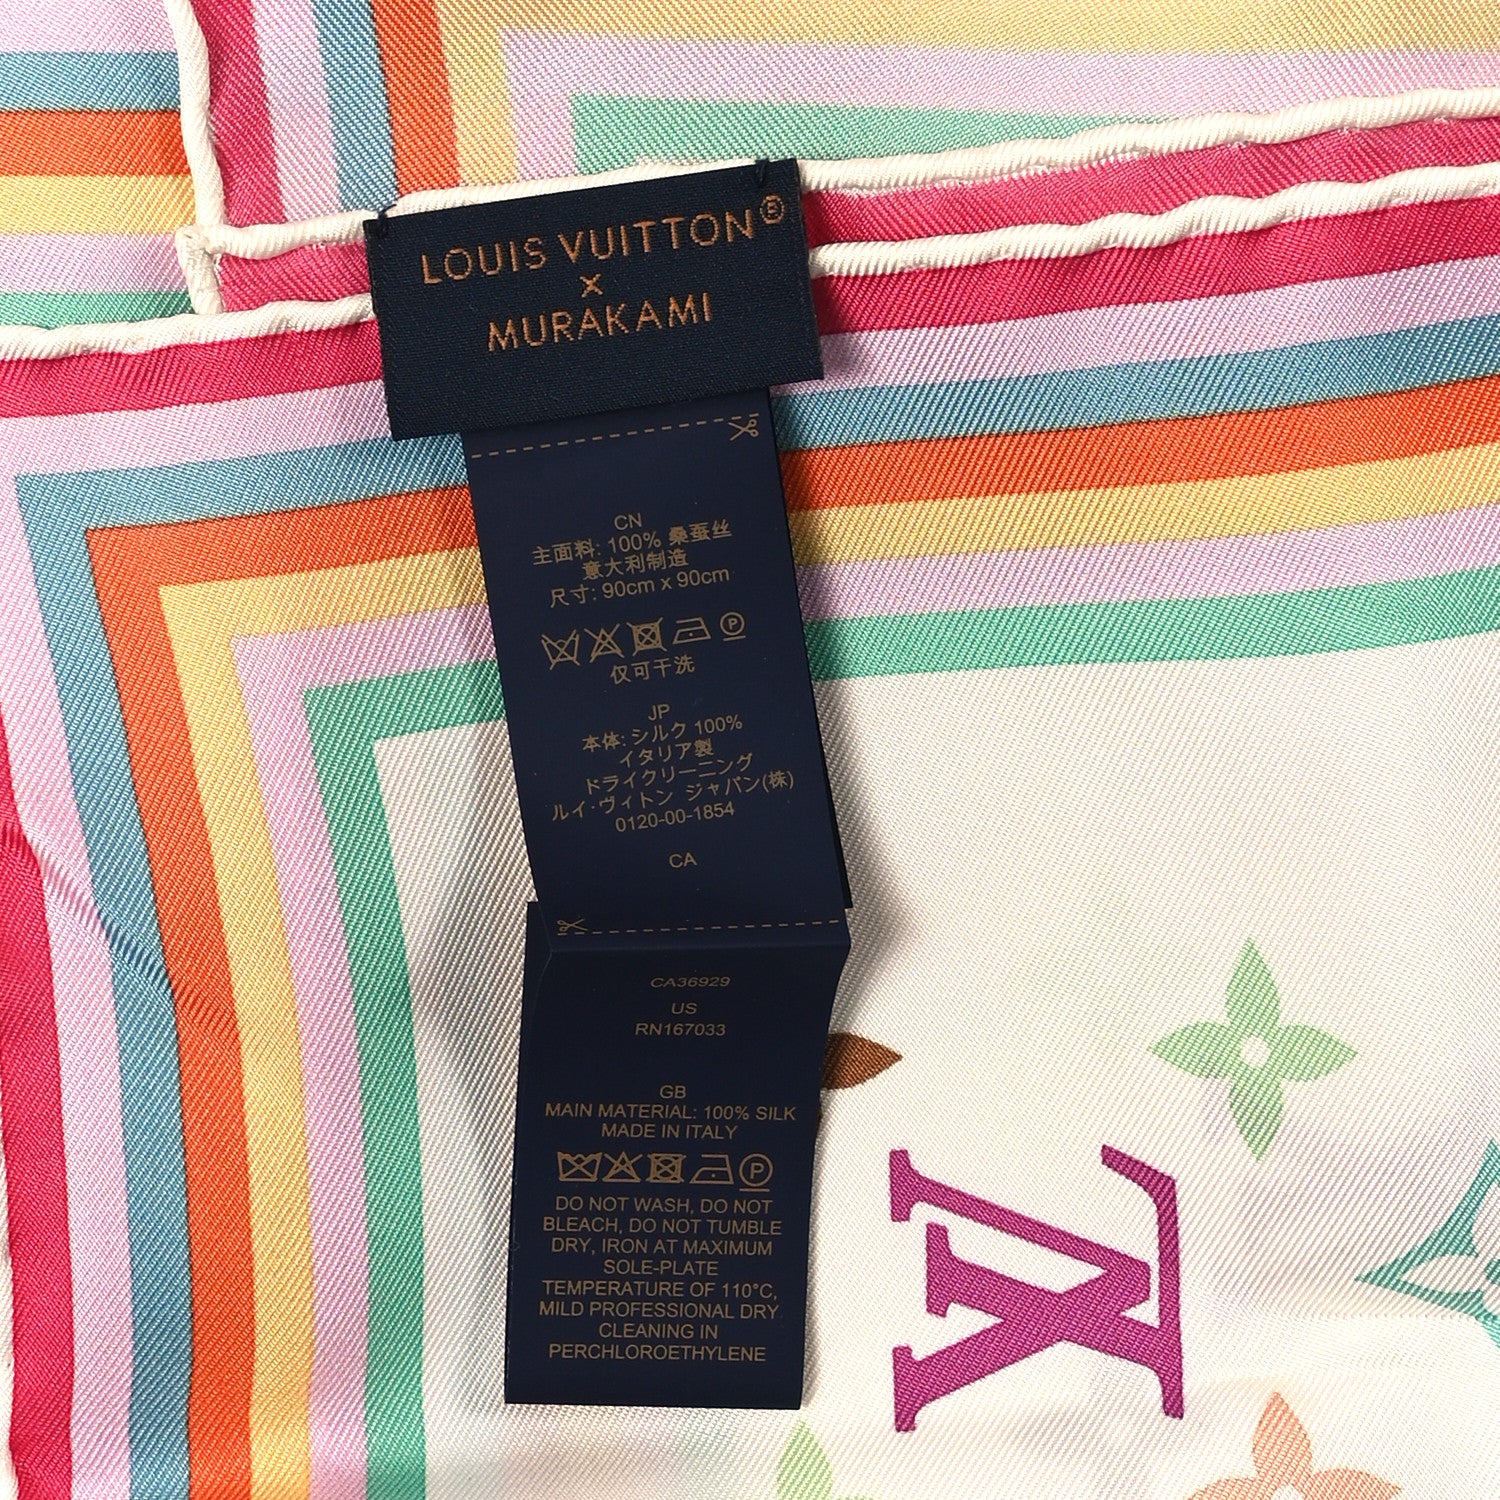 LOUIS VUITTON®
x
MURAKAMI
CN
主面料: 100% 桑蚕丝
意大利制造
尺寸: 90cm x 90cm
P
仅可干洗
JP
本体: シルク 100%
イタリア製
ドライクリーニング
ルイ・ヴィトン ジャパン(株)
0120-00-1854
CA
CA36929
US
RN167033
GB
MAIN MATERIAL: 100% SILK
MADE IN ITALY
P
DO NOT WASH, DO NOT
BLEACH, DO NOT TUMBLE
DRY, IRON AT MAXIMUM
SOLE-PLATE
TEMPERATURE OF 110°C,
MILD PROFESSIONAL DRY
CLEANING IN
PERCHLOROETHYLENE
LV